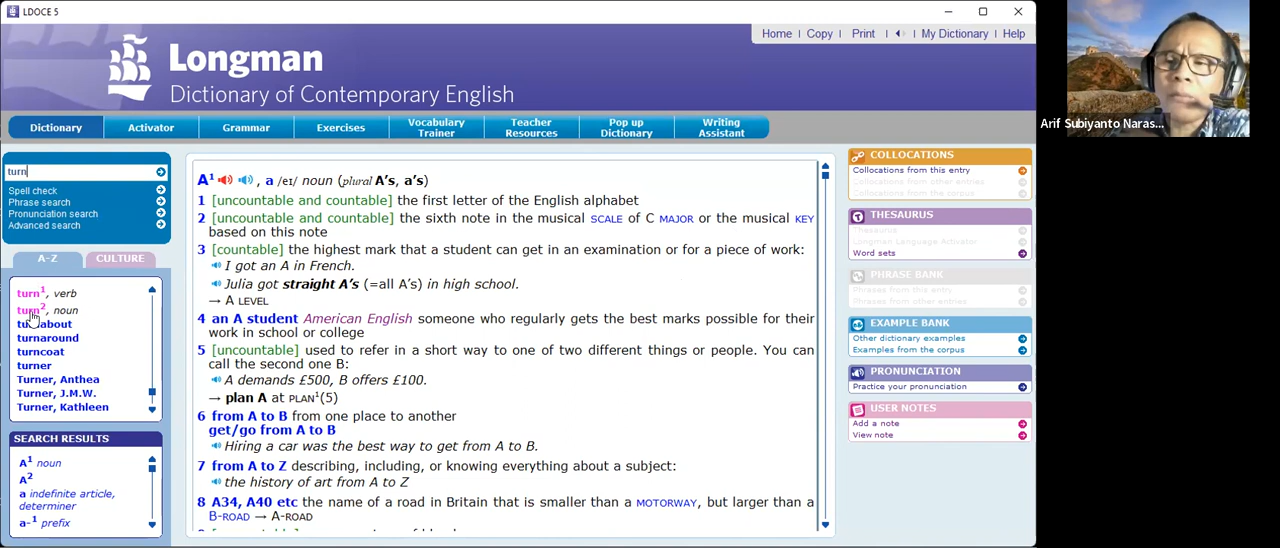 LDOCE 5
Home | Copy | Print | | My Dictionary | Help
Longman
Dictionary of Contemporary English
Dictionary
Activator
Grammar
Exercises
Vocabulary
Trainer
Teacher
Resources
Pop up
Dictionary
Writing
Assistant
turn
Spell check
Phrase search
Pronunciation search
Advanced search
A-Z
CULTURE
turn1, verb
turn2, noun
turnabout
turnaround
turncoat
turner
Turner, Anthea
Turner, J.M.W.
Turner, Kathleen
SEARCH RESULTS
A1 noun
A2
a indefinite article,
determiner
a-1 prefix
A1 , a /eɪ/ noun (plural A's, a's)
1 [uncountable and countable] the first letter of the English alphabet
2 [uncountable and countable] the sixth note in the musical SCALE of C MAJOR or the musical KEY
based on this note
3 [countable] the highest mark that a student can get in an examination or for a piece of work:
I got an A in French.
Julia got straight A's (=all A's) in high school.
→ A LEVEL
4 an A student American English someone who regularly gets the best marks possible for their
work in school or college
5 [uncountable] used to refer in a short way to one of two different things or people. You can
call the second one B:
A demands £500, B offers £100.
→ plan A at PLAN1(5)
6 from A to B from one place to another
get/go from A to B
Hiring a car was the best way to get from A to B.
7 from A to Z describing, including, or knowing everything about a subject:
the history of art from A to Z
8 A34, A40 etc the name of a road in Britain that is smaller than a MOTORWAY, but larger than a
B-ROAD → A-ROAD
COLLOCATIONS
Collocations from this entry
Collocations from other entries
Collocations from the corpus
THESAURUS
Thesaurus
Longman Language Activator
Word sets
PHRASE BANK
Phrases from this entry
Phrases from other entries
EXAMPLE BANK
Other dictionary examples
Examples from the corpus
PRONUNCIATION
Practice your pronunciation
USER NOTES
Add a note
View note
Arif Subiyanto Naras...